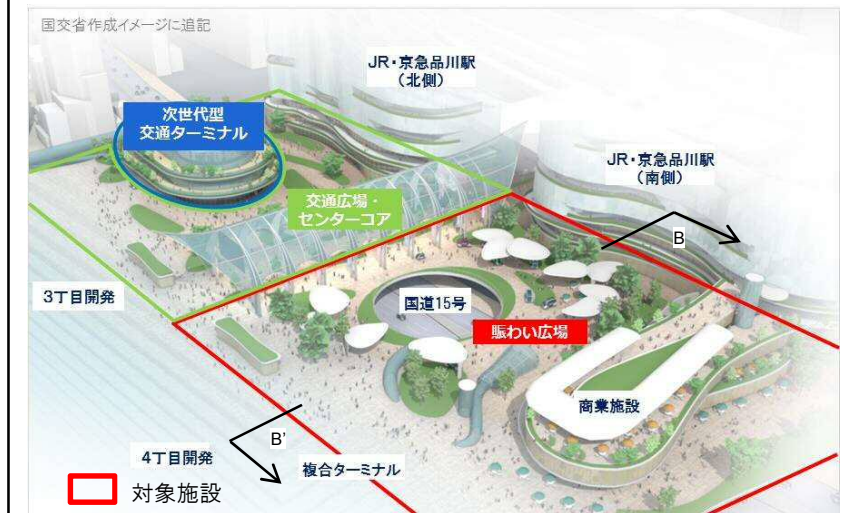 国交省作成イメージに追記
JR・京急品川駅
（北側）
次世代型
交通ターミナル
JR・京急品川駅
（南側）
交通広場・
センターコア
B
3丁目開発
国道15号
賑わい広場
商業施設
B'
4丁目開発
複合ターミナル
対象施設